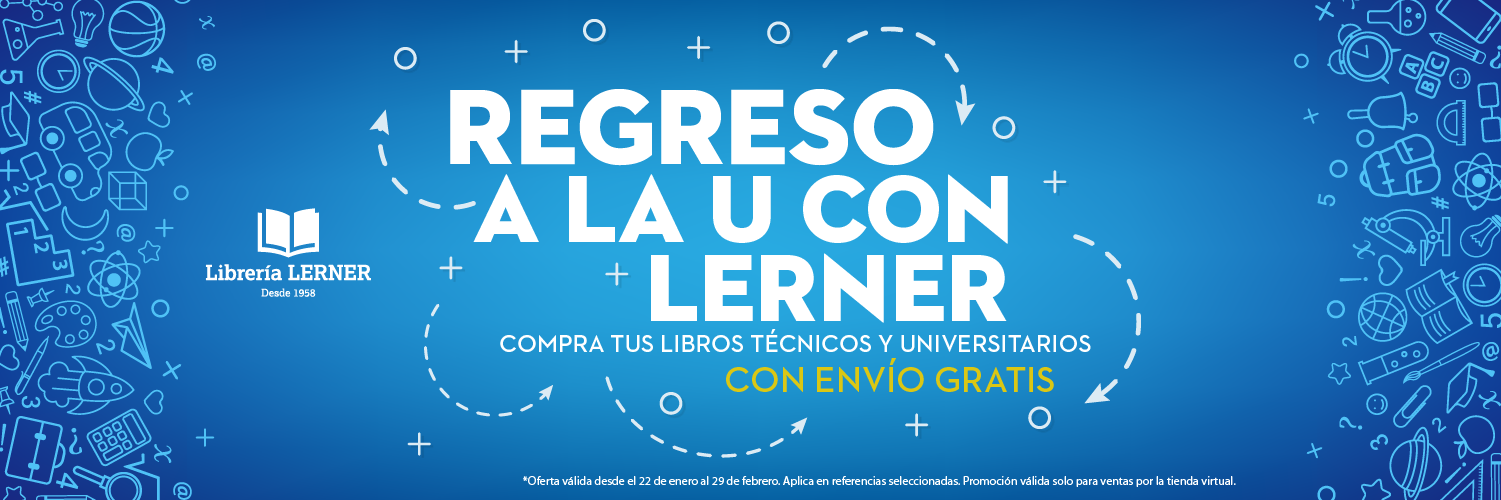 REGRESO
A LA U CON
LERNER
Librería LERNER
Desde 1958
COMPRA TUS LIBROS TÉCNICOS Y UNIVERSITARIOS
CON ENVÍO GRATIS
*Oferta válida desde el 22 de enero al 29 de febrero. Aplica en referencias seleccionadas. Promoción válida solo para ventas por la tienda virtual.